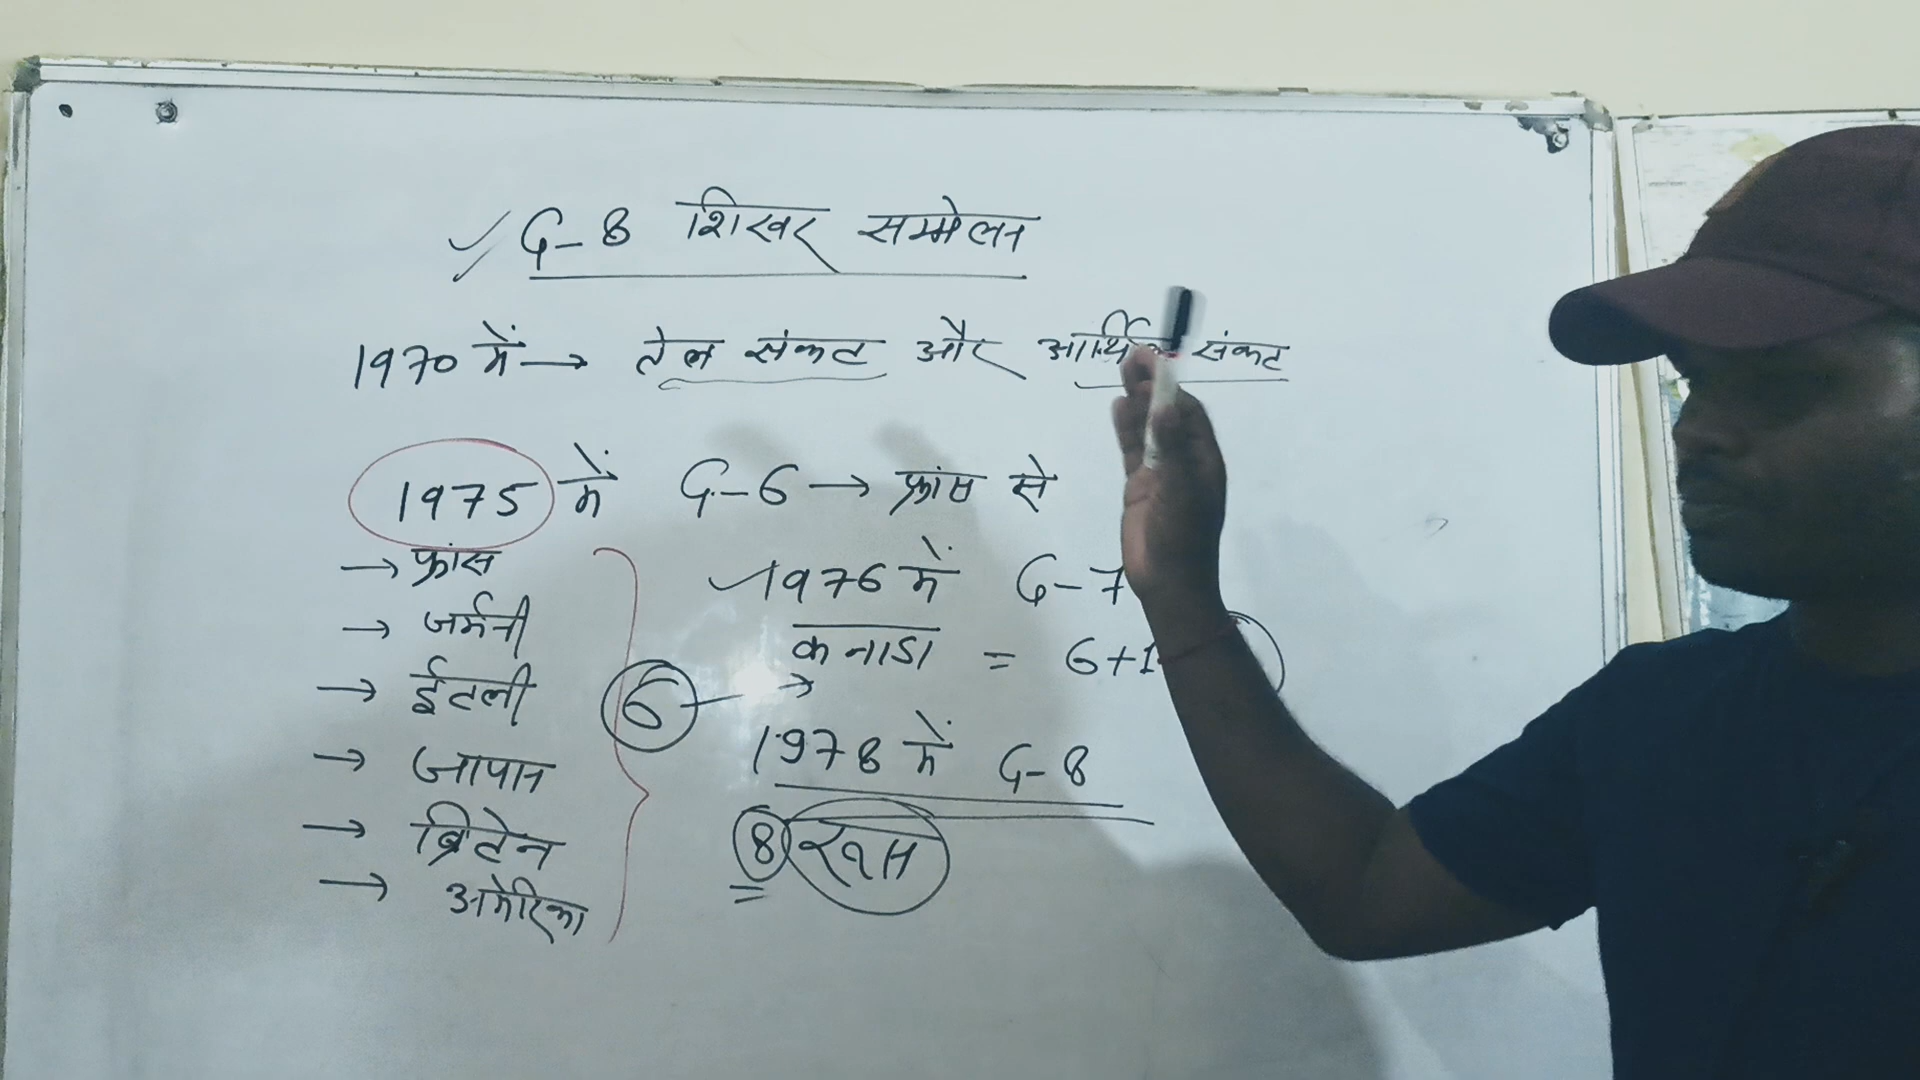 G-8 शिखर सम्मेलन
1970 में → तेल संकट और आर्थिक संकट
1975 में G-6 → फ्रांस से
→ फ्रांस
→ जर्मनी
→ ईटली
→ जापान
→ ब्रिटेन
→ अमेरिका
6 →
1976 में G-7
कनाडा = 6+1
1978 में G-8
8 रूस